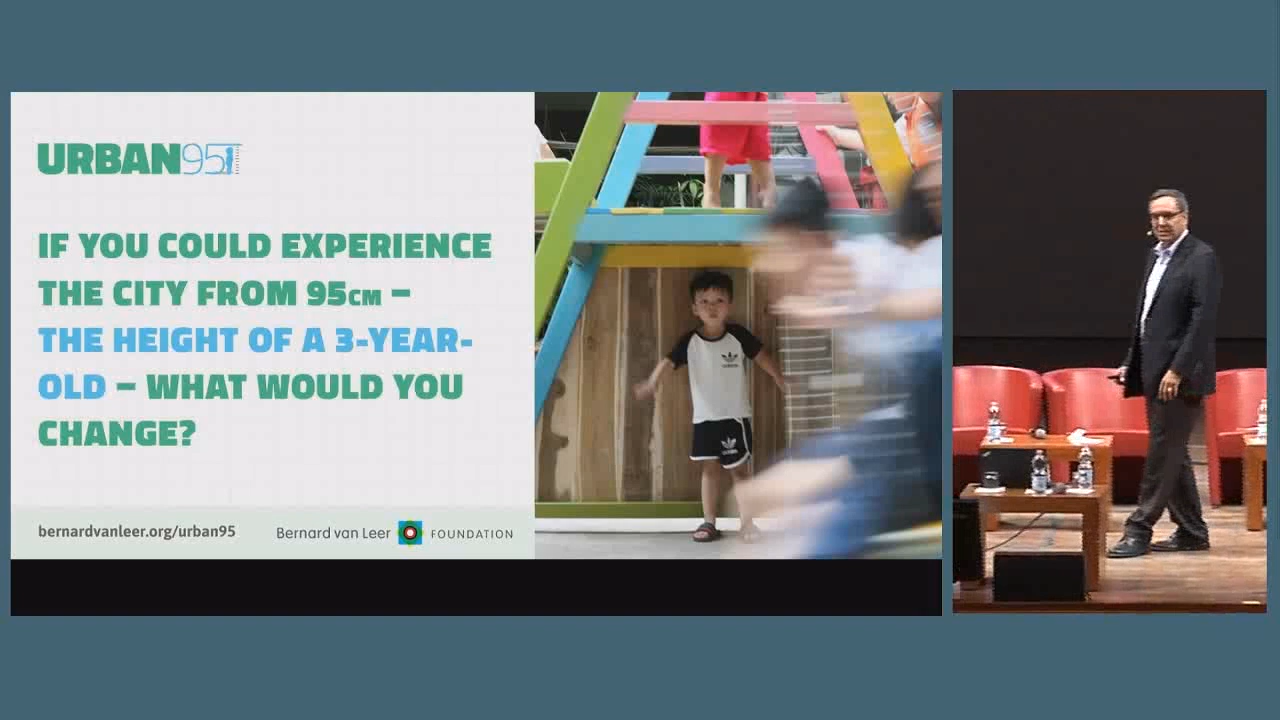 URBAN95
IF YOU COULD EXPERIENCE
THE CITY FROM 95CM –
THE HEIGHT OF A 3-YEAR-
OLD – WHAT WOULD YOU
CHANGE?
bernardvanleer.org/urban95
Bernard van Leer FOUNDATION